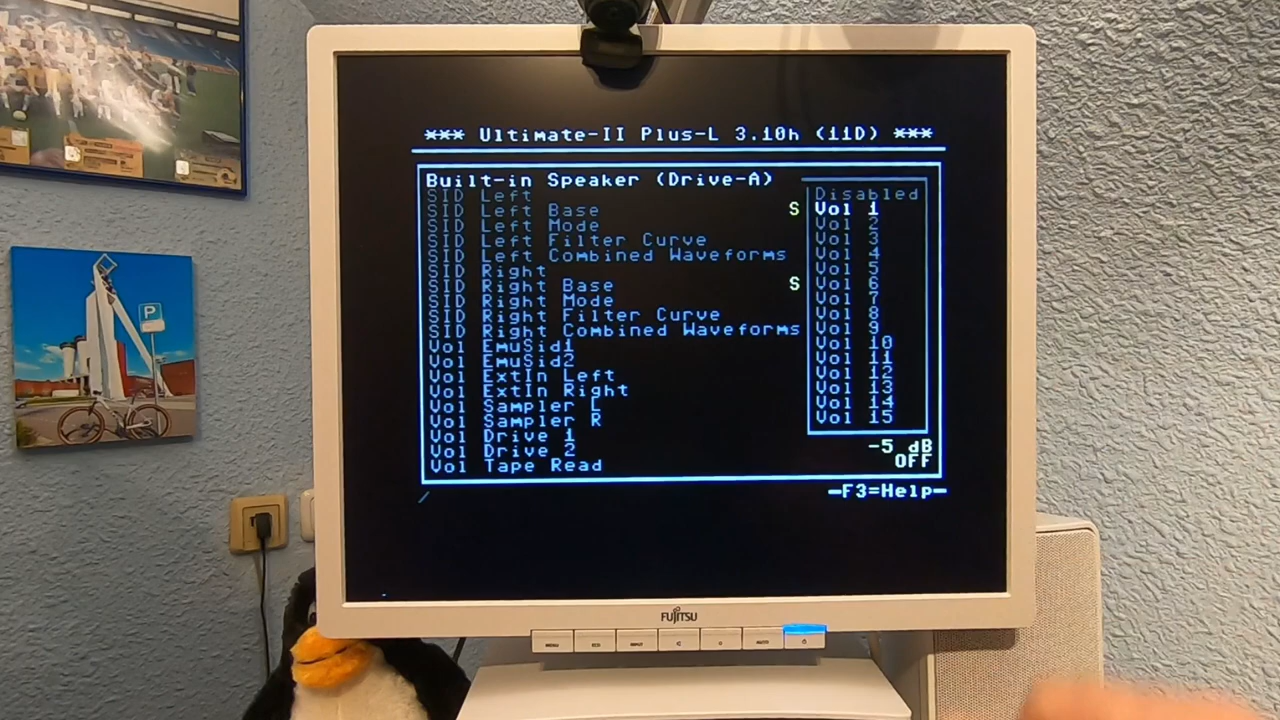 *** Ultimate-II Plus-L 3.10h (11D) ***
Built-in Speaker (Drive-A)
SID Left
SID Left Base S
SID Left Mode
SID Left Filter Curve
SID Left Combined Waveforms
SID Right
SID Right Base S
SID Right Mode
SID Right Filter Curve
SID Right Combined Waveforms
Vol EmuSid1
Vol EmuSid2
Vol ExtIn Left
Vol ExtIn Right
Vol Sampler L
Vol Sampler R
Vol Drive 1
Vol Drive 2 -5 dB
Vol Tape Read OFF
Disabled
Vol 1
Vol 2
Vol 3
Vol 4
Vol 5
Vol 6
Vol 7
Vol 8
Vol 9
Vol 10
Vol 11
Vol 12
Vol 13
Vol 14
Vol 15
F3=Help
FUJITSU
MENU ECO INPUT AUTO
P